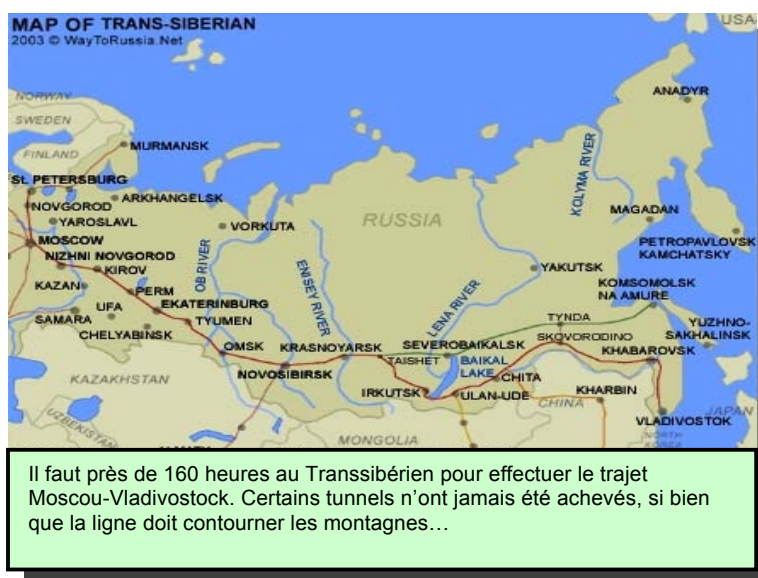 MAP OF TRANS-SIBERIAN
2003 © WayToRussia.Net
USA
NORWAY
SWEDEN
FINLAND
ANADYR
MURMANSK
KOLYMA RIVER
ST. PETERSBURG
ARKHANGELSK
NOVGOROD
YAROSLAVL
VORKUTA
RUSSIA
MAGADAN
MOSCOW
OB RIVER
ENISEY RIVER
PETROPAVLOVSK
KAMCHATSKY
NIZHNI NOVGOROD
KIROV
YAKUTSK
KAZAN
PERM
LENA RIVER
KOMSOMOLSK
NA AMURE
UFA
EKATERINBURG
SAMARA
TYUMEN
TYNDA
YUZHNO-
SAKHALINSK
CHELYABINSK
OMSK
KRASNOYARSK
SEVEROBAIKALSK
SKOVORODINO
TAISHET
BAIKAL
LAKE
KHABAROVSK
NOVOSIBIRSK
KAZAKHSTAN
IRKUTSK
CHITA
ULAN-UDE
KHARBIN
CHINA
JAPAN
UZBEKISTAN
MONGOLIA
VLADIVOSTOK
NORTH
Il faut près de 160 heures au Transsibérien pour effectuer le trajet
Moscou-Vladivostock. Certains tunnels n’ont jamais été achevés, si bien
que la ligne doit contourner les montagnes…